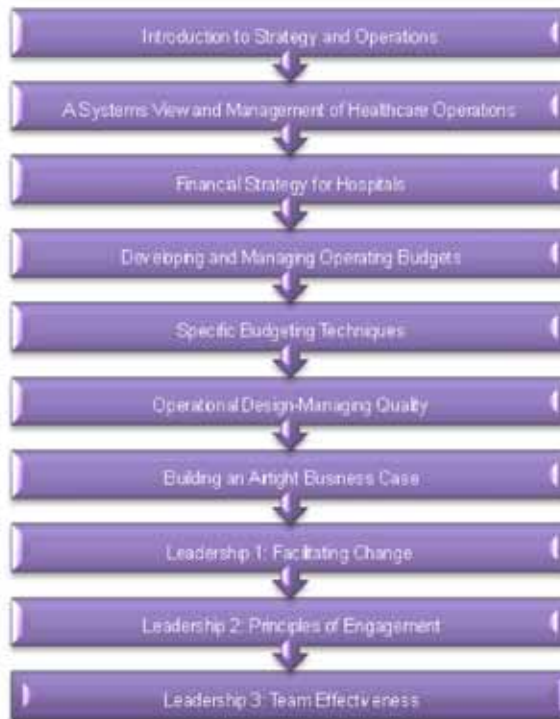 Introduction to Strategy and Operations
A Systems View and Management of Healthcare Operations
Financial Strategy for Hospitals
Developing and Managing Operating Budgets
Specific Budgeting Techniques
Operational Design-Managing Quality
Building an Airtight Business Case
Leadership 1: Facilitating Change
Leadership 2: Principles of Engagement
Leadership 3: Team Effectiveness